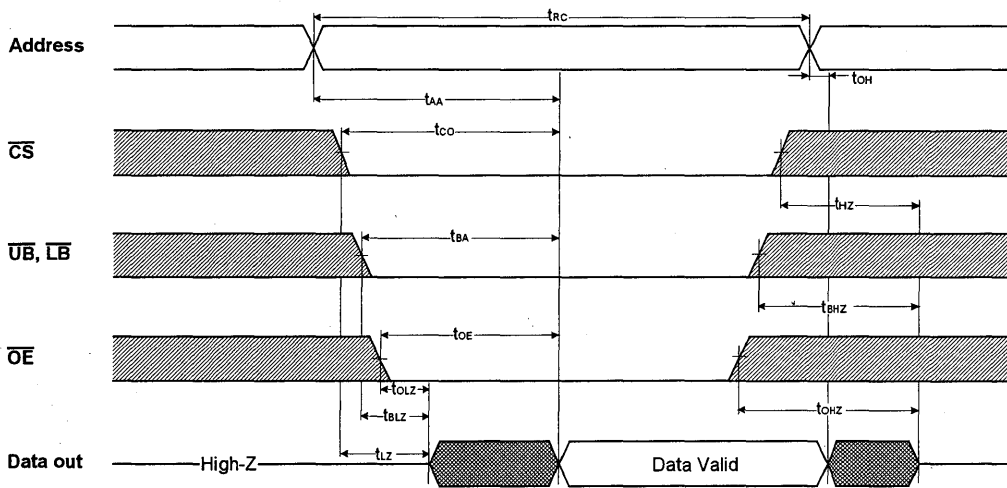 tRC
Address
tOH
tAA
tCO
CS
tHZ
tBA
UB, LB
tBHZ
tOE
OE
tOLZ
tOHZ
tBLZ
tLZ
Data out
High-Z
Data Valid